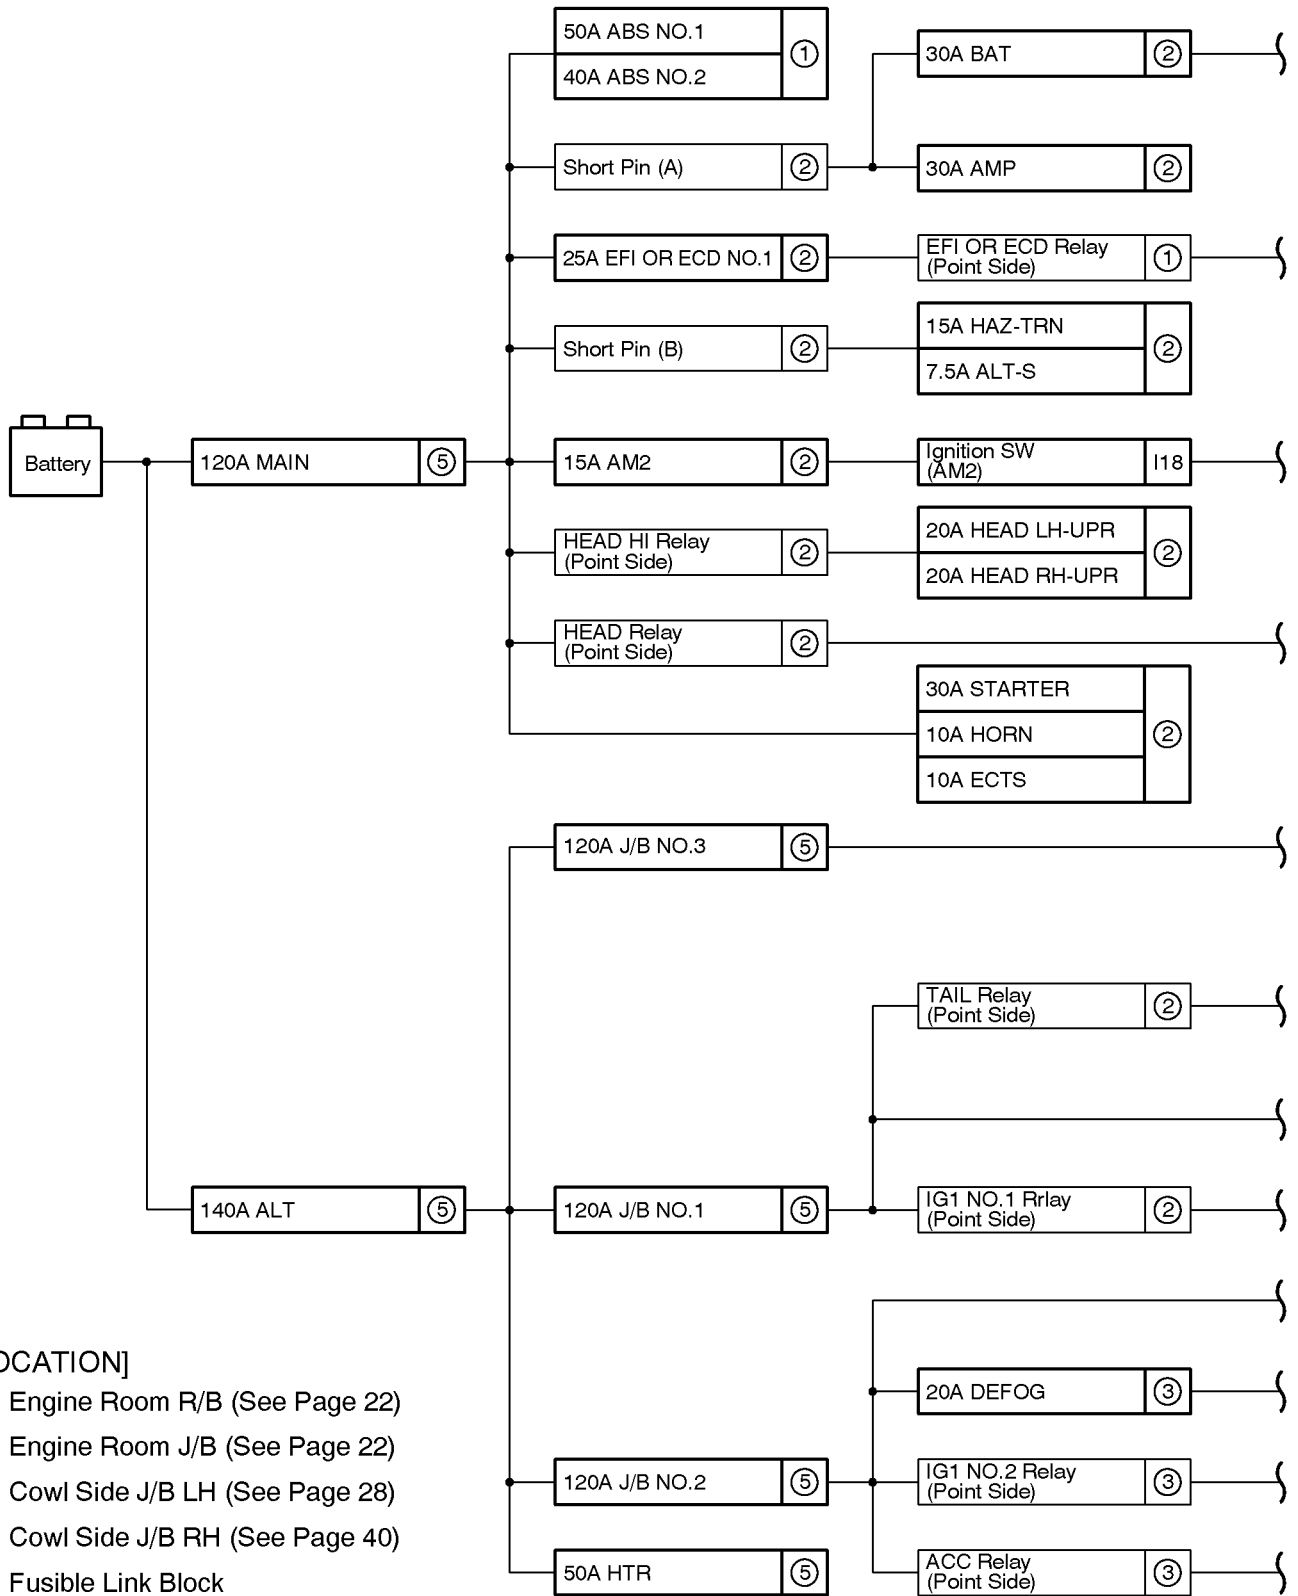 50A ABS NO.1
40A ABS NO.2
1
30A BAT
2
Short Pin (A)
2
30A AMP
2
25A EFI OR ECD NO.1
2
EFI OR ECD Relay
(Point Side)
1
Short Pin (B)
2
15A HAZ-TRN
7.5A ALT-S
2
Battery
120A MAIN
5
15A AM2
2
Ignition SW
(AM2)
I18
HEAD HI Relay
(Point Side)
2
20A HEAD LH-UPR
20A HEAD RH-UPR
2
HEAD Relay
(Point Side)
2
30A STARTER
10A HORN
10A ECTS
2
120A J/B NO.3
5
TAIL Relay
(Point Side)
2
140A ALT
5
120A J/B NO.1
5
IG1 NO.1 Rrlay
(Point Side)
2
20A DEFOG
3
120A J/B NO.2
5
IG1 NO.2 Relay
(Point Side)
3
50A HTR
5
ACC Relay
(Point Side)
3
OCATION]
Engine Room R/B (See Page 22)
Engine Room J/B (See Page 22)
Cowl Side J/B LH (See Page 28)
Cowl Side J/B RH (See Page 40)
Fusible Link Block